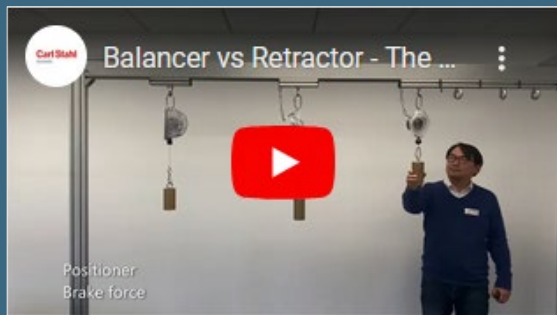 Carl Stahl
Balancer vs Retractor - The ...
Positioner
Brake force